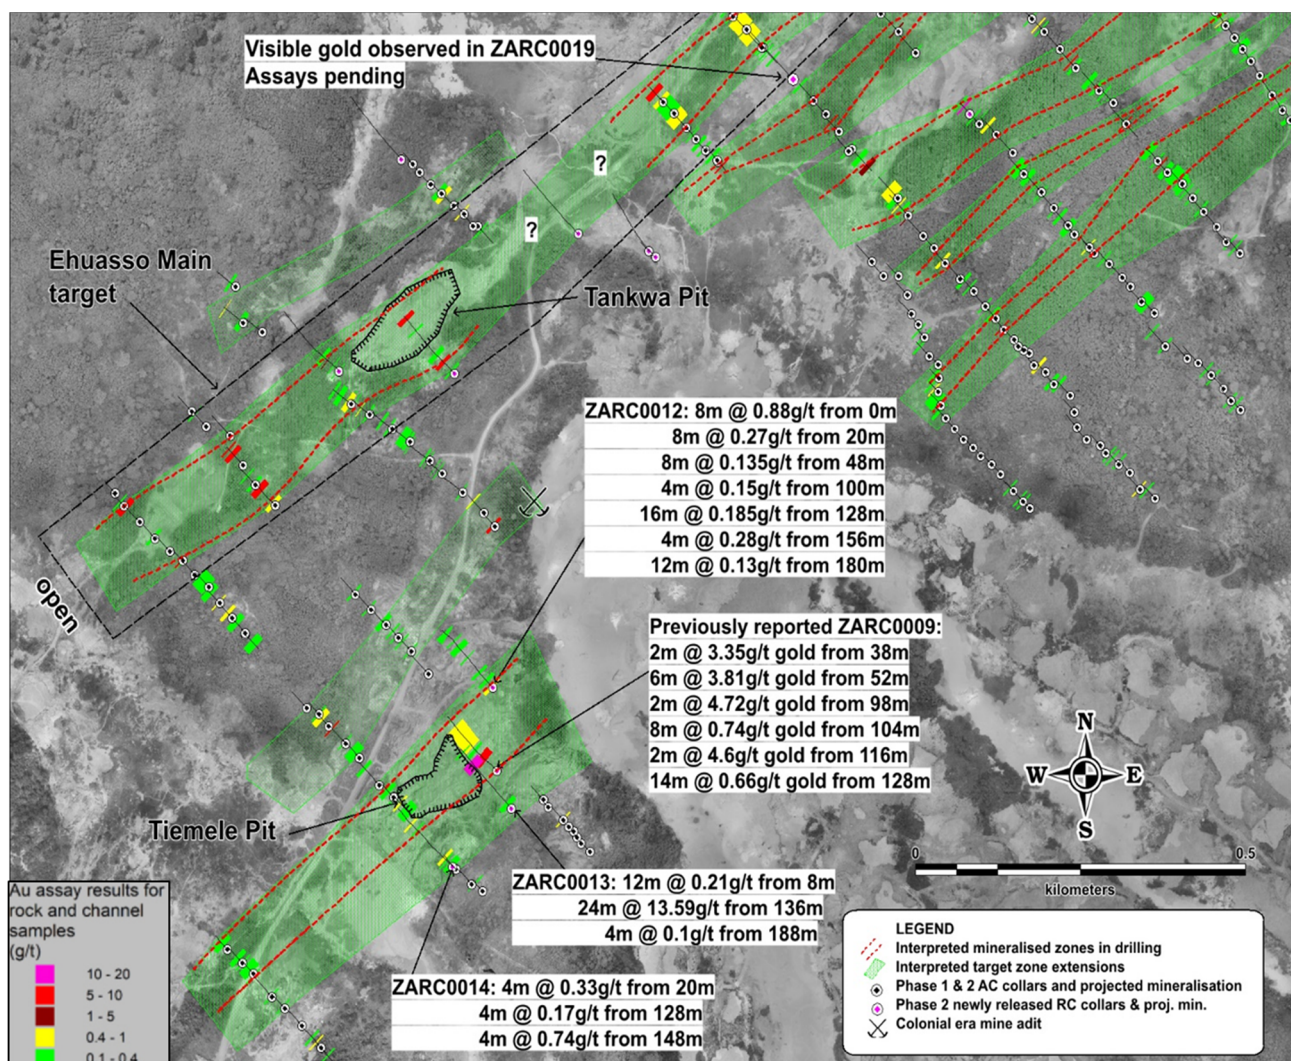 Visible gold observed in ZARC0019
Assays pending
?
?
Ehuasso Main
target
Tankwa Pit
open
ZARC0012: 8m @ 0.88g/t from 0m
8m @ 0.27g/t from 20m
8m @ 0.135g/t from 48m
4m @ 0.15g/t from 100m
16m @ 0.185g/t from 128m
4m @ 0.28g/t from 156m
12m @ 0.13g/t from 180m
Previously reported ZARC0009:
2m @ 3.35g/t gold from 38m
6m @ 3.81g/t gold from 52m
2m @ 4.72g/t gold from 98m
8m @ 0.74g/t gold from 104m
2m @ 4.6g/t gold from 116m
14m @ 0.66g/t gold from 128m
Tiemele Pit
N
W E
S
0 0.5
kilometers
ZARC0013: 12m @ 0.21g/t from 8m
24m @ 13.59g/t from 136m
4m @ 0.1g/t from 188m
ZARC0014: 4m @ 0.33g/t from 20m
4m @ 0.17g/t from 128m
4m @ 0.74g/t from 148m
Au assay results for
rock and channel
samples
(g/t)
10 - 20
5 - 10
1 - 5
0.4 - 1
0.1 - 0.4
LEGEND
Interpreted mineralised zones in drilling
Interpreted target zone extensions
Phase 1 & 2 AC collars and projected mineralisation
Phase 2 newly released RC collars & proj. min.
Colonial era mine adit